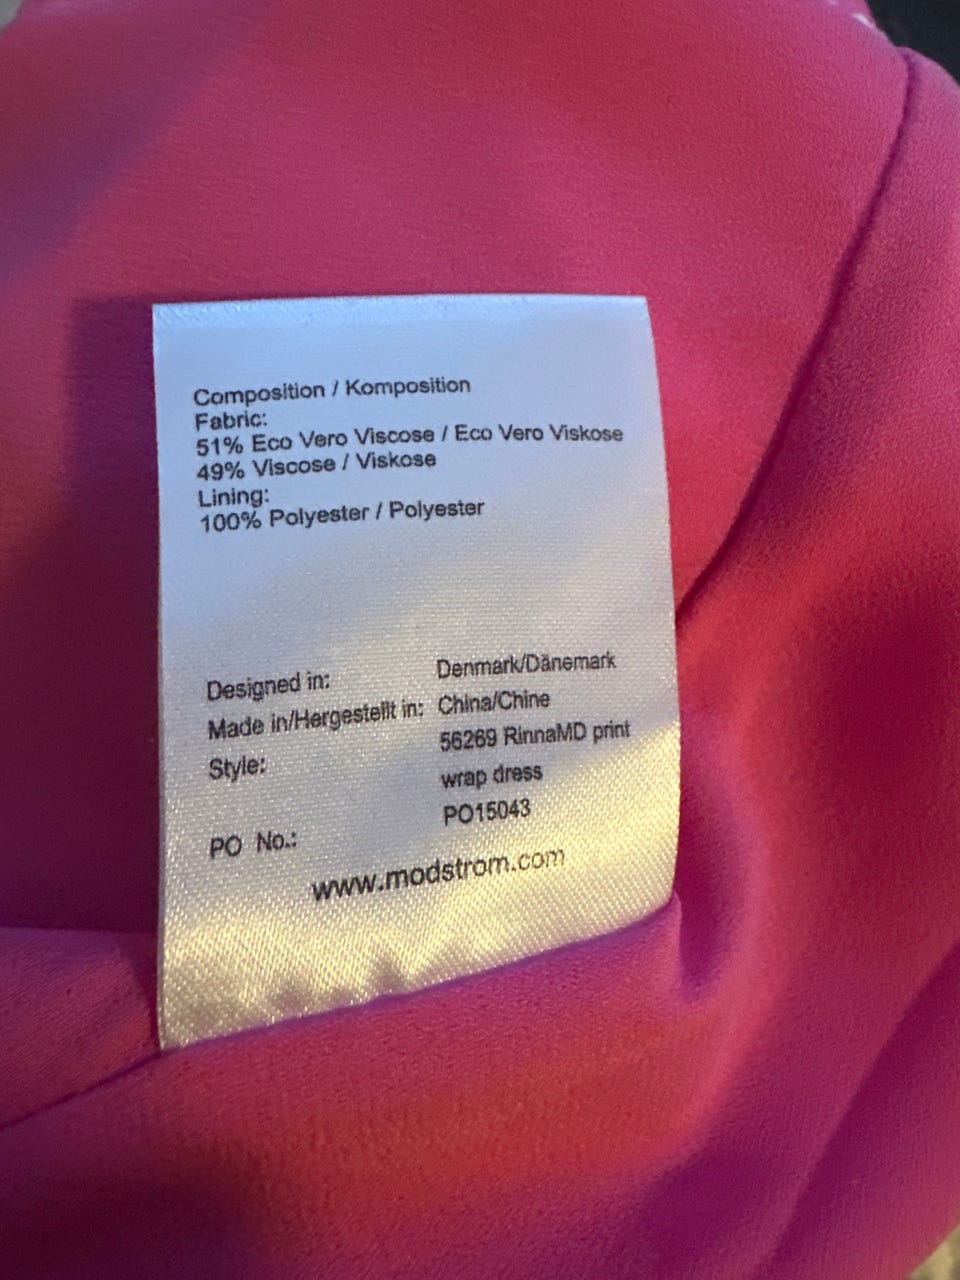 Composition / Komposition
Fabric:
51% Eco Vero Viscose / Eco Vero Viskose
49% Viscose / Viskose
Lining:
100% Polyester / Polyester
Designed in: Denmark/Dänemark
Made in/Hergestellt in: China/Chine
Style: 56269 RinnaMD print
wrap dress
PO No.: PO15043
www.modstrom.com